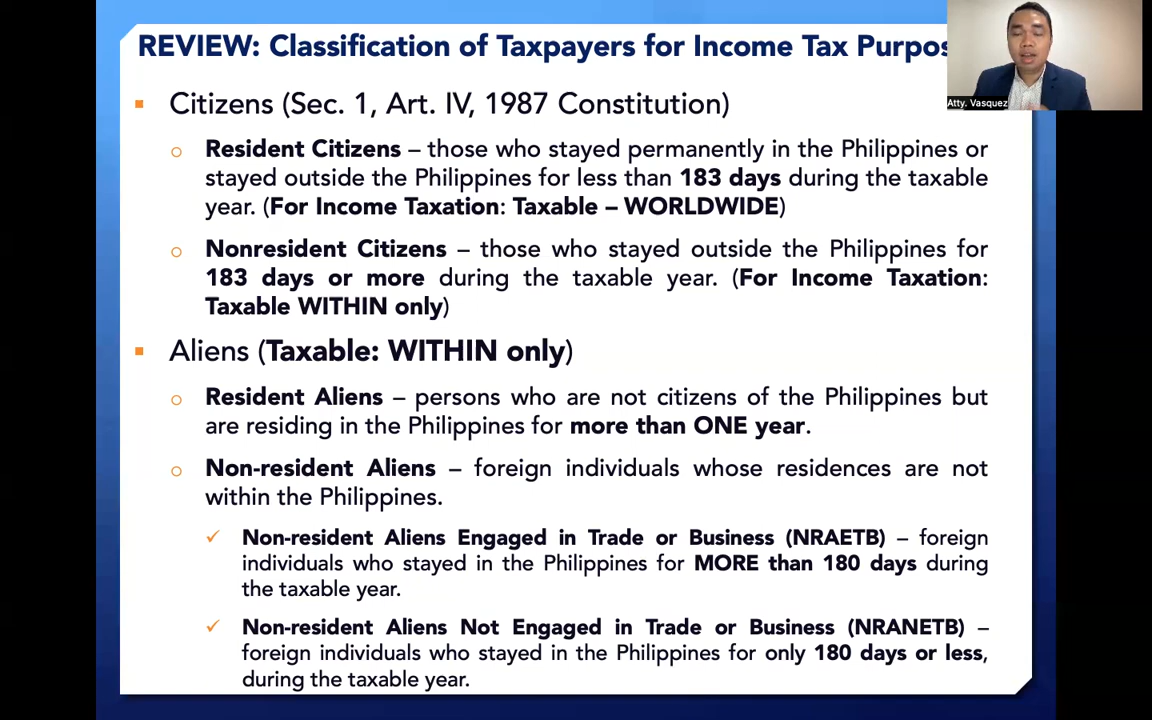 REVIEW: Classification of Taxpayers for Income Tax Purpos
Atty. Vasquez
▪ Citizens (Sec. 1, Art. IV, 1987 Constitution)
o Resident Citizens – those who stayed permanently in the Philippines or
stayed outside the Philippines for less than 183 days during the taxable
year. (For Income Taxation: Taxable – WORLDWIDE)
o Nonresident Citizens – those who stayed outside the Philippines for
183 days or more during the taxable year. (For Income Taxation:
Taxable WITHIN only)
▪ Aliens (Taxable: WITHIN only)
o Resident Aliens – persons who are not citizens of the Philippines but
are residing in the Philippines for more than ONE year.
o Non-resident Aliens – foreign individuals whose residences are not
within the Philippines.
✓ Non-resident Aliens Engaged in Trade or Business (NRAETB) – foreign
individuals who stayed in the Philippines for MORE than 180 days during
the taxable year.
✓ Non-resident Aliens Not Engaged in Trade or Business (NRANETB) –
foreign individuals who stayed in the Philippines for only 180 days or less,
during the taxable year.